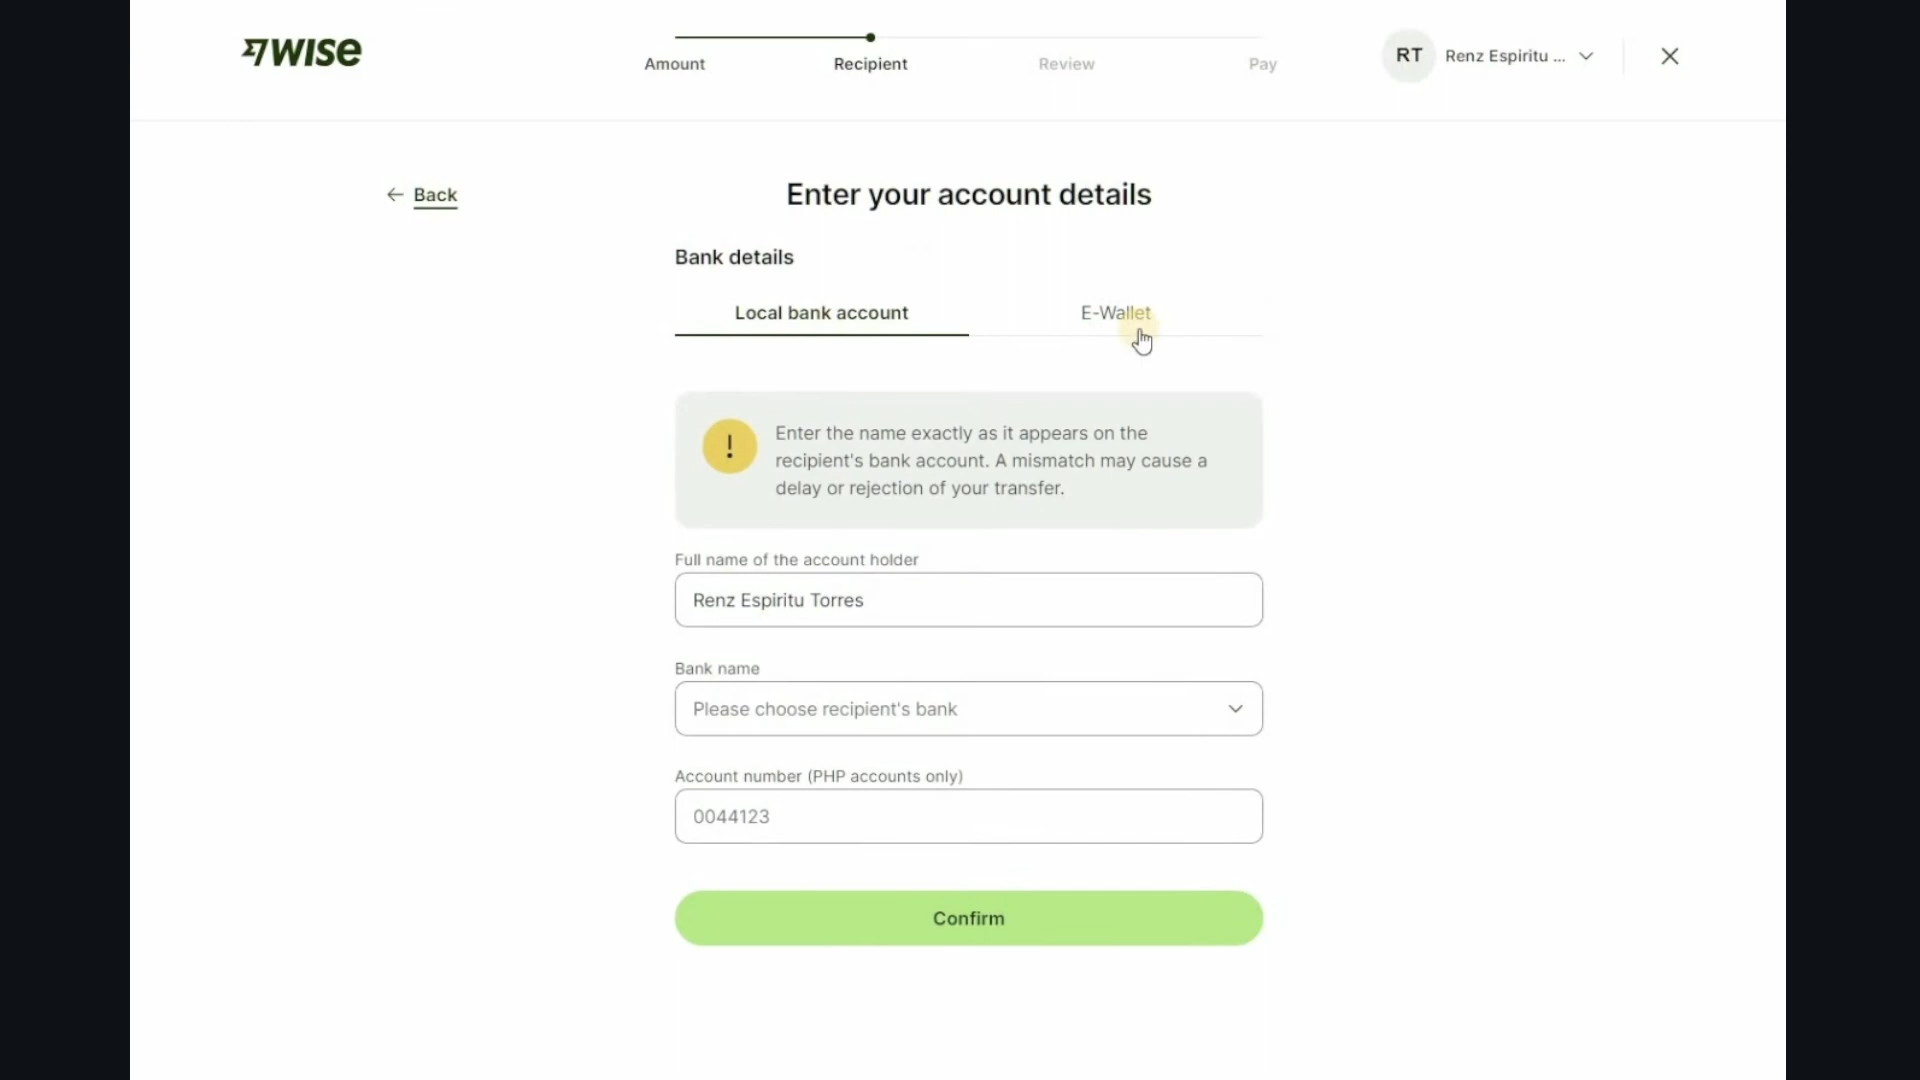 WISE
Amount
Recipient
Review
Pay
RT
Renz Espiritu ...
Back
Enter your account details
Bank details
Local bank account
E-Wallet
!
Enter the name exactly as it appears on the
recipient's bank account. A mismatch may cause a
delay or rejection of your transfer.
Full name of the account holder
Renz Espiritu Torres
Bank name
Please choose recipient's bank
Account number (PHP accounts only)
0044123
Confirm